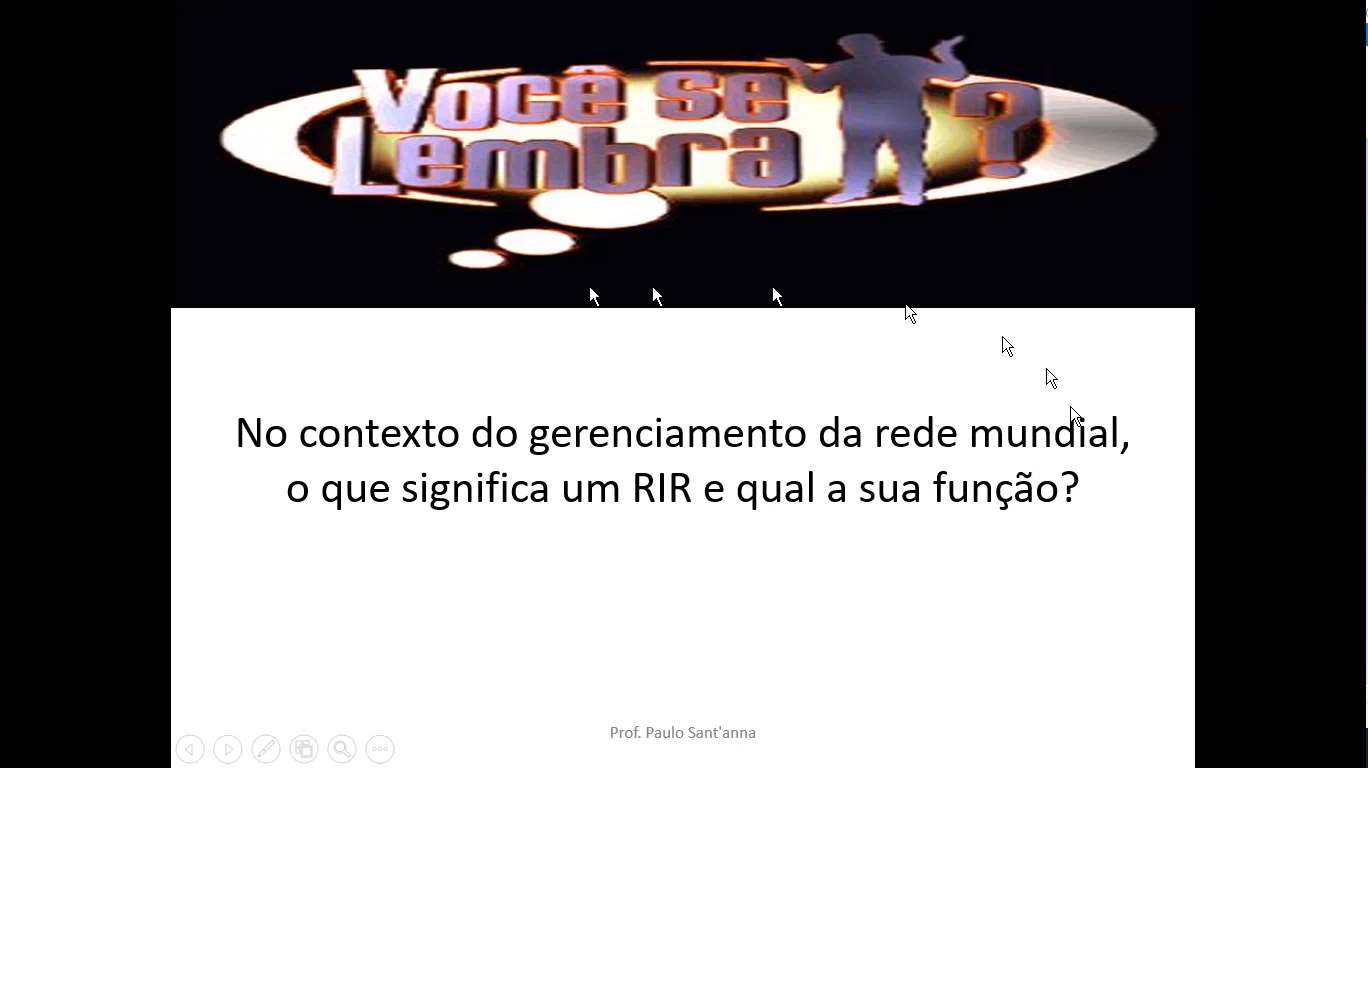 Você se
Lembra ?
No contexto do gerenciamento da rede mundial,
o que significa um RIR e qual a sua função?
Prof. Paulo Sant'anna